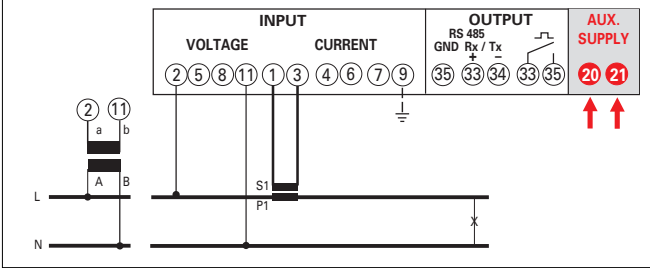 INPUT
OUTPUT
AUX.
SUPPLY
VOLTAGE
CURRENT
RS 485
GND Rx / Tx
+ −
2 5 8 11 1 3 4 6 7 9
35 33 34 33 35
20 21
2 11
a b
A B
S1
P1
L
N
X